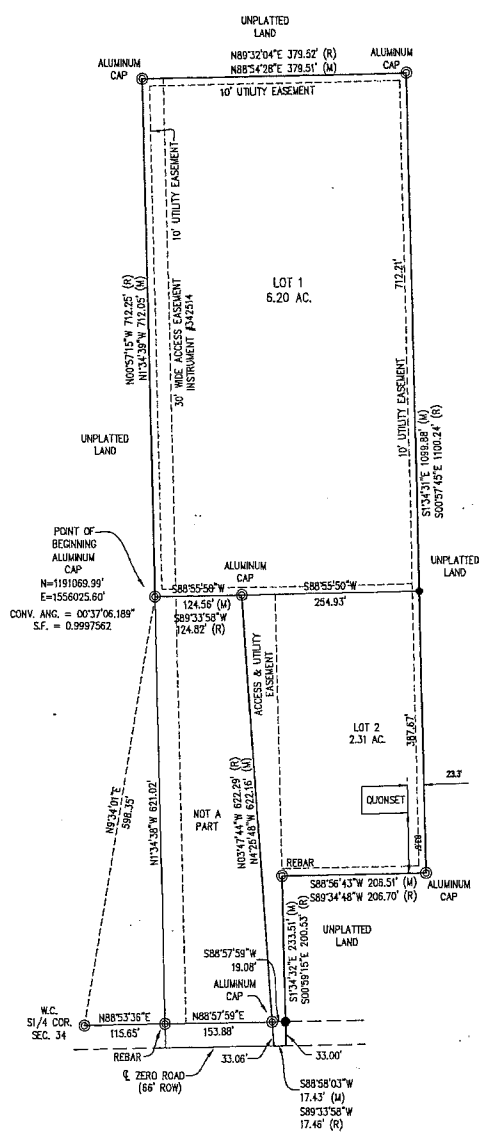 UNPLATTED
LAND
N89°32'04"E 379.52' (R)
N88°54'28"E 379.51' (M)
ALUMINUM
CAP
ALUMINUM
CAP
10' UTILITY EASEMENT
10' UTILITY EASEMENT
30' WIDE ACCESS EASEMENT
INSTRUMENT #342514
LOT 1
6.20 AC.
712.21'
10' UTILITY EASEMENT
N00°57'15"W 712.25' (R)
N1°34'39"W 712.05' (M)
S1°34'31"E 1099.88' (M)
S00°57'45"E 1100.24' (R)
UNPLATTED
LAND
UNPLATTED
LAND
POINT OF
BEGINNING
ALUMINUM
CAP
N=1191069.99'
E=1556025.60'
CONV. ANG. = 00°37'06.189"
S.F. = 0.9997562
ALUMINUM
CAP
S88°55'50"W
124.56' (M)
S89°33'58"W
124.82' (R)
S88°55'50"W
254.93'
ACCESS & UTILITY
EASEMENT
LOT 2
2.31 AC.
387.67'
23.3'
QUONSET
N9°34'01"E
598.35'
N1°34'38"W 621.02'
NOT A
PART
N03°47'44"W 622.29' (R)
N4°25'48"W 622.16' (M)
REBAR
S88°56'43"W 206.51' (M)
S89°34'48"W 206.70' (R)
ALUMINUM
CAP
UNPLATTED
LAND
S1°34'32"E 233.51' (M)
S00°59'15"E 200.53' (R)
S88°57'59"W
19.08'
ALUMINUM
CAP
W.C.
S1/4 COR.
SEC. 34
N88°53'36"E
115.65'
N88°57'59"E
153.88'
REBAR
33.06'
33.00'
℄ ZERO ROAD
(66' ROW)
S88°58'03"W
17.43' (M)
S89°33'58"W
17.46' (R)